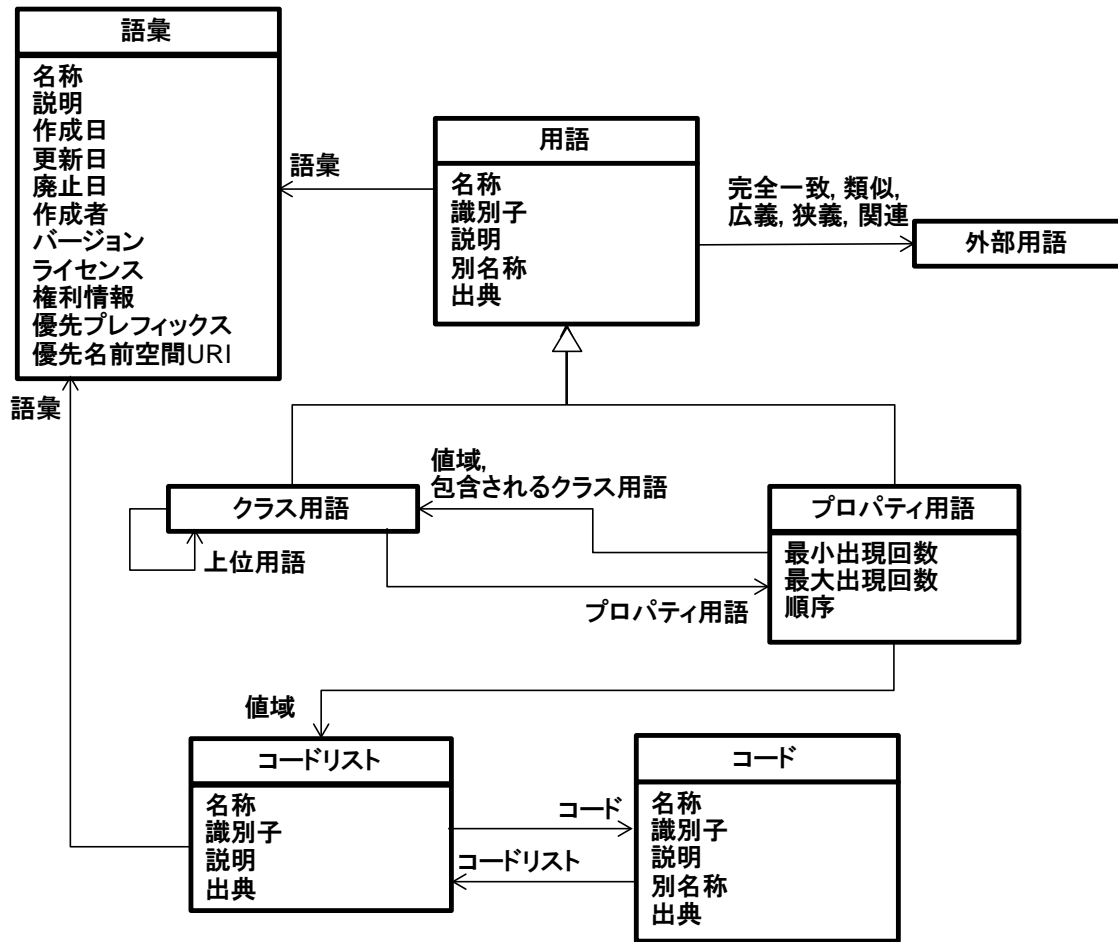 語彙
名称
説明
作成日
更新日
廃止日
作成者
バージョン
ライセンス
権利情報
優先プレフィックス
優先名前空間URI
語彙
用語
名称
識別子
説明
別名称
出典
完全一致, 類似,
広義, 狭義, 関連
外部用語
語彙
クラス用語
上位用語
値域,
包含されるクラス用語
プロパティ用語
プロパティ用語
最小出現回数
最大出現回数
順序
値域
コードリスト
名称
識別子
説明
出典
コード
コードリスト
コード
名称
識別子
説明
別名称
出典